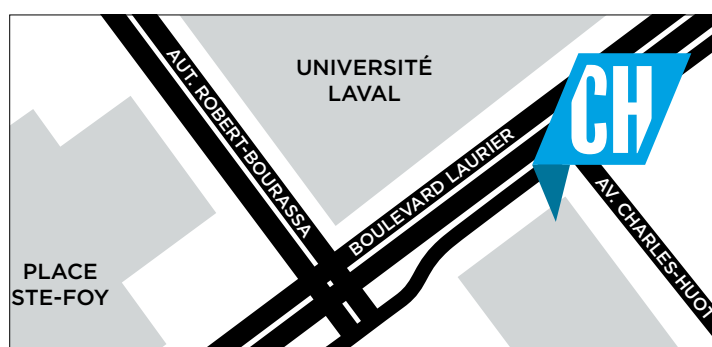 UNIVERSITÉ
LAVAL
AUT. ROBERT-BOURASSA
BOULEVARD LAURIER
CH
AV. CHARLES-HUOT
PLACE
STE-FOY